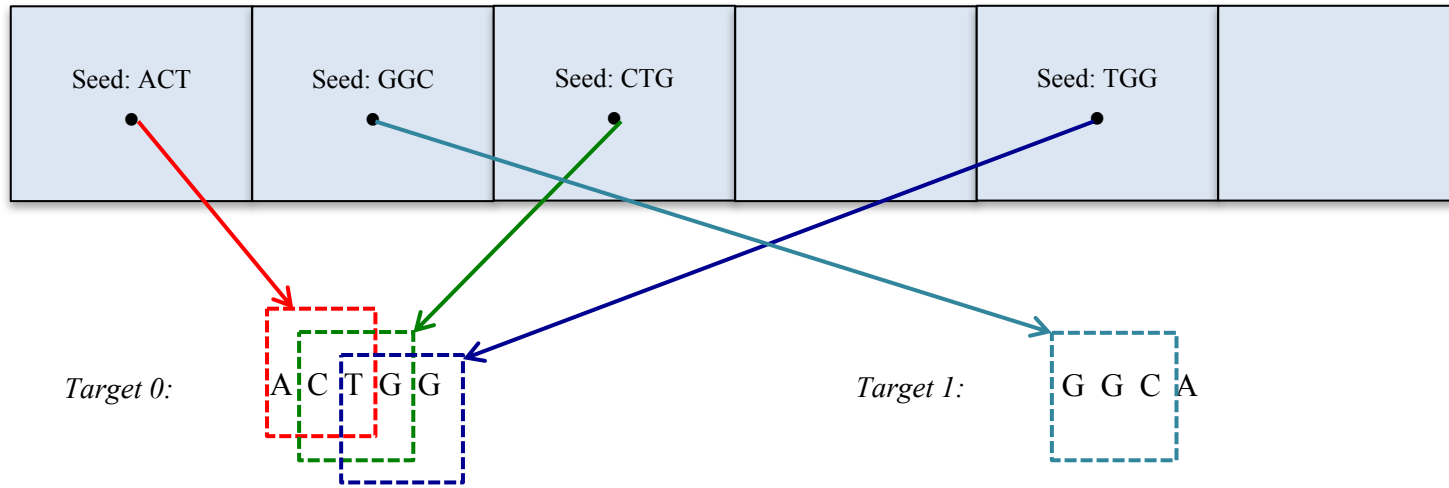 Seed: ACT Seed: GGC Seed: CTG Seed: TGG
Target 0: A C T G G Target 1: G G C A